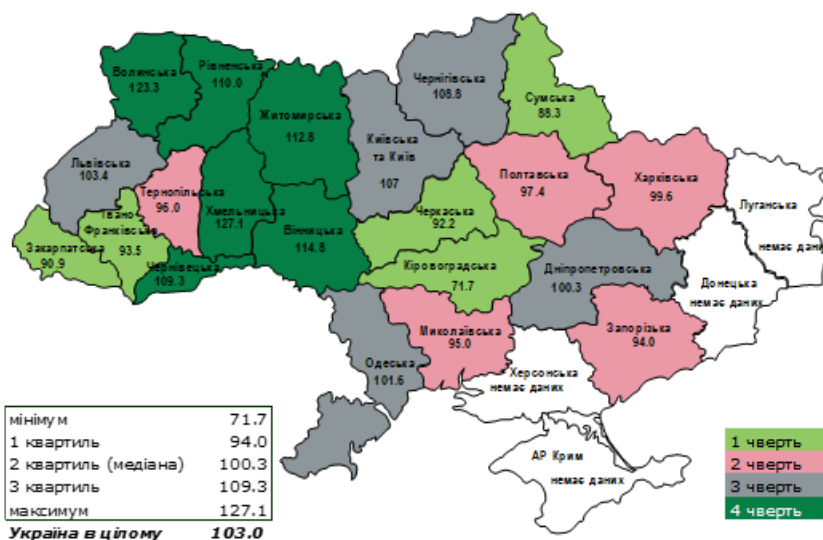 Волинська
123.3
Рівненська
110.0
Житомирська
112.8
Київська
та Київ
107
Чернігівська
108.8
Сумська
88.3
Львівська
103.4
Тернопільська
96.0
Хмельницька
127.1
Вінницька
114.8
Черкаська
92.2
Полтавська
97.4
Харківська
99.6
Луганська
немає даних
Закарпатська
90.9
Івано
Франківська
93.5
Чернівецька
109.3
Кіровоградська
71.7
Дніпропетровська
100.3
Донецька
немає даних
Одеська
101.6
Миколаївська
95.0
Запорізька
94.0
Херсонська
немає даних
АР Крим
немає даних
мінімум 71.7
1 квартиль 94.0
2 квартиль (медіана) 100.3
3 квартиль 109.3
максимум 127.1
Україна в цілому 103.0
1 чверть
2 чверть
3 чверть
4 чверть